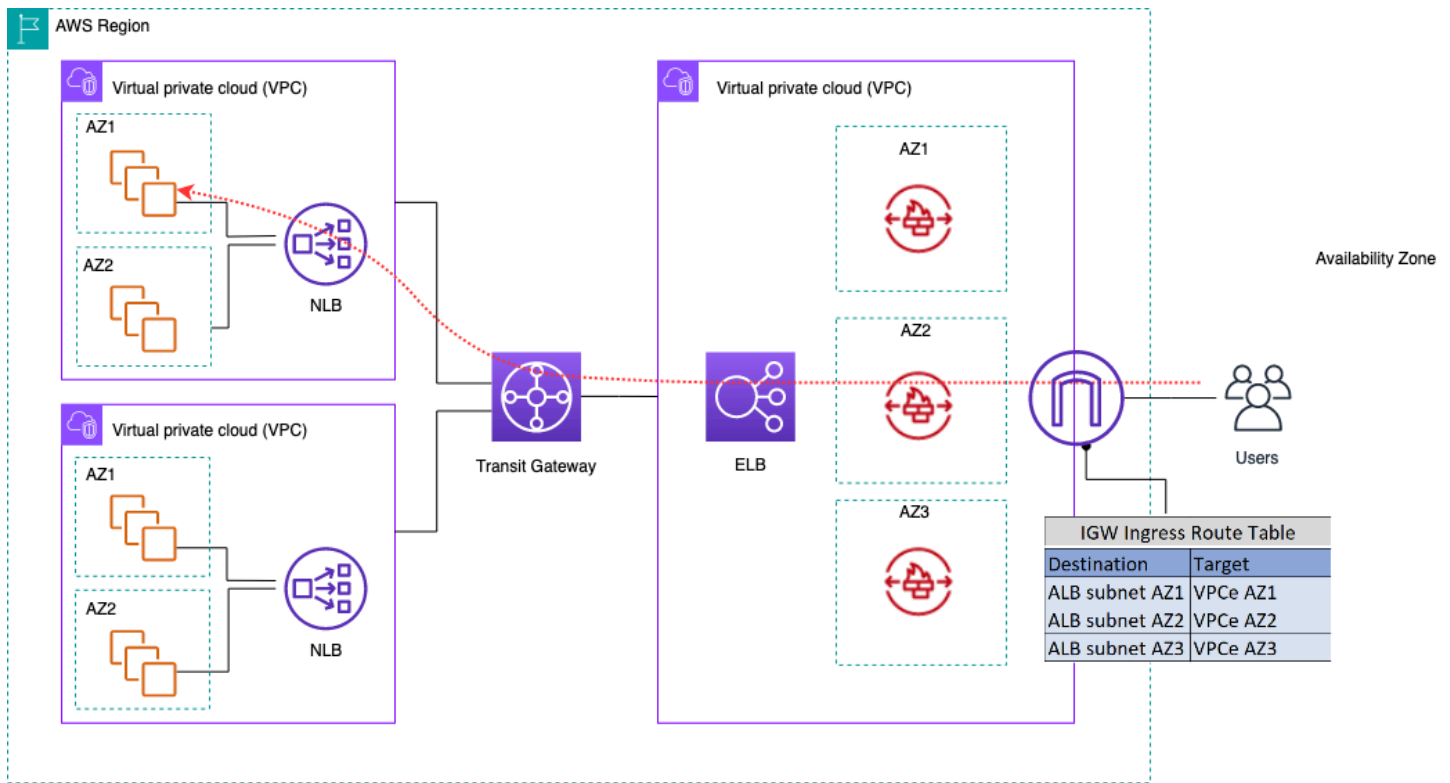 AWS Region
Virtual private cloud (VPC)
AZ1
AZ2
NLB
Virtual private cloud (VPC)
AZ1
AZ2
NLB
Transit Gateway
Virtual private cloud (VPC)
AZ1
AZ2
AZ3
ELB
Users
Availability Zone
IGW Ingress Route Table
Destination Target
ALB subnet AZ1 VPCe AZ1
ALB subnet AZ2 VPCe AZ2
ALB subnet AZ3 VPCe AZ3